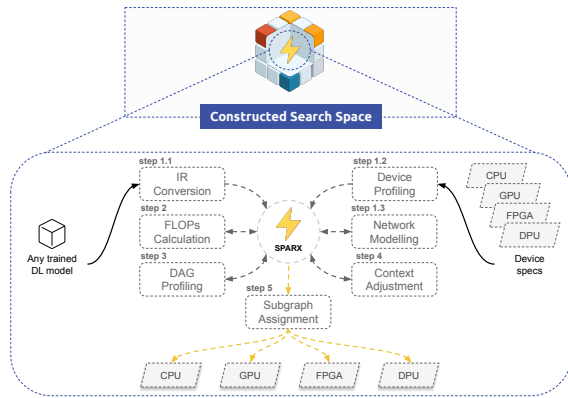 Constructed Search Space
step 1.1
IR
Conversion
step 1.2
Device
Profiling
CPU
GPU
FPGA
DPU
Device
specs
step 2
FLOPs
Calculation
step 1.3
Network
Modelling
SPARX
Any trained
DL model
step 3
DAG
Profiling
step 4
Context
Adjustment
step 5
Subgraph
Assignment
CPU
GPU
FPGA
DPU